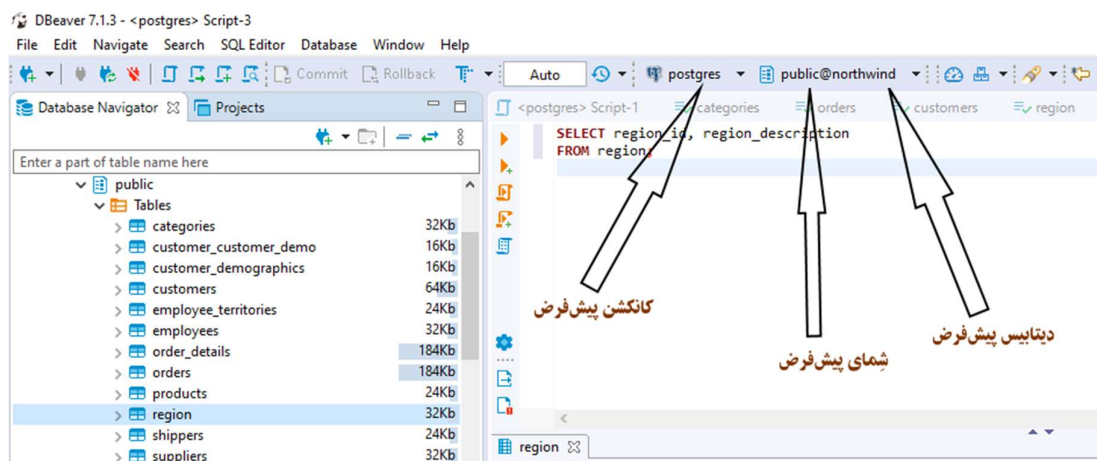 DBeaver 7.1.3 - <postgres> Script-3
File Edit Navigate Search SQL Editor Database Window Help
Commit Rollback Auto postgres public@northwind
Database Navigator Projects
<postgres> Script-1 categories orders customers region
Enter a part of table name here
SELECT region_id, region_description
FROM region;
public
Tables
categories 32Kb
customer_customer_demo 16Kb
customer_demographics 16Kb
customers 64Kb
employee_territories 24Kb
employees 32Kb
order_details 184Kb
orders 184Kb
products 24Kb
region 32Kb
shippers 24Kb
suppliers 32Kb
کانکشن پیش‌فرض
شِمای پیش‌فرض
دیتابیس پیش‌فرض
region